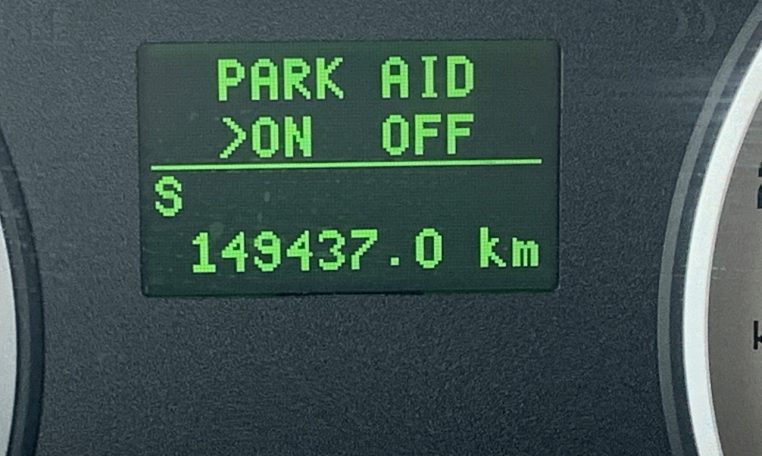 PARK AID
>ON OFF
S
149437.0 km